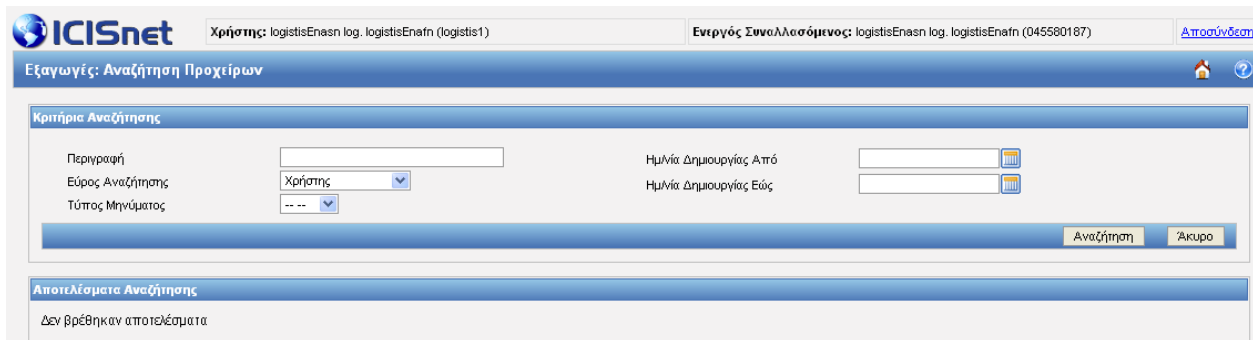 ICISnet
Χρήστης: logistisEnasn log. logistisEnafn (logistis1)
Ενεργός Συναλλασόμενος: logistisEnasn log. logistisEnafn (045580187)
Αποσύνδεση
Εξαγωγές: Αναζήτηση Προχείρων
Κριτήρια Αναζήτησης
Περιγραφή
Ημ/νία Δημιουργίας Από
Εύρος Αναζήτησης
Χρήστης
Ημ/νία Δημιουργίας Εώς
Τύπος Μηνύματος
-- --
Αναζήτηση
Άκυρο
Αποτελέσματα Αναζήτησης
Δεν βρέθηκαν αποτελέσματα